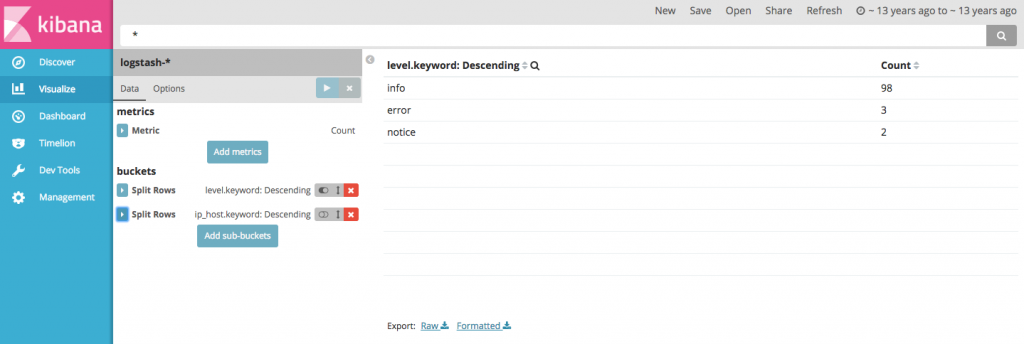 kibana
New Save Open Share Refresh ~ 13 years ago to ~ 13 years ago
*
Discover
Visualize
Dashboard
Timelion
Dev Tools
Management
logstash-*
Data Options
metrics
Metric Count
Add metrics
buckets
Split Rows level.keyword: Descending
Split Rows ip_host.keyword: Descending
Add sub-buckets
level.keyword: Descending Count
info 98
error 3
notice 2
Export: Raw Formatted